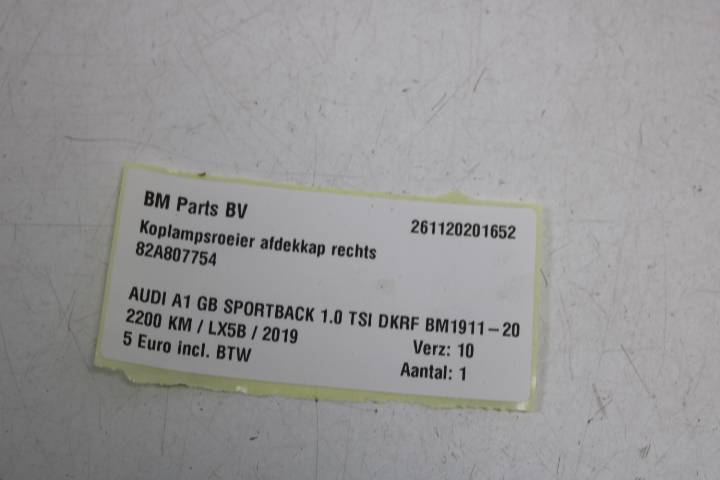 BM Parts BV 261120201652
Koplampsroeier afdekkap rechts
82A807754
AUDI A1 GB SPORTBACK 1.0 TSI DKRF BM1911-20
2200 KM / LX5B / 2019 Verz: 10
5 Euro incl. BTW Aantal: 1